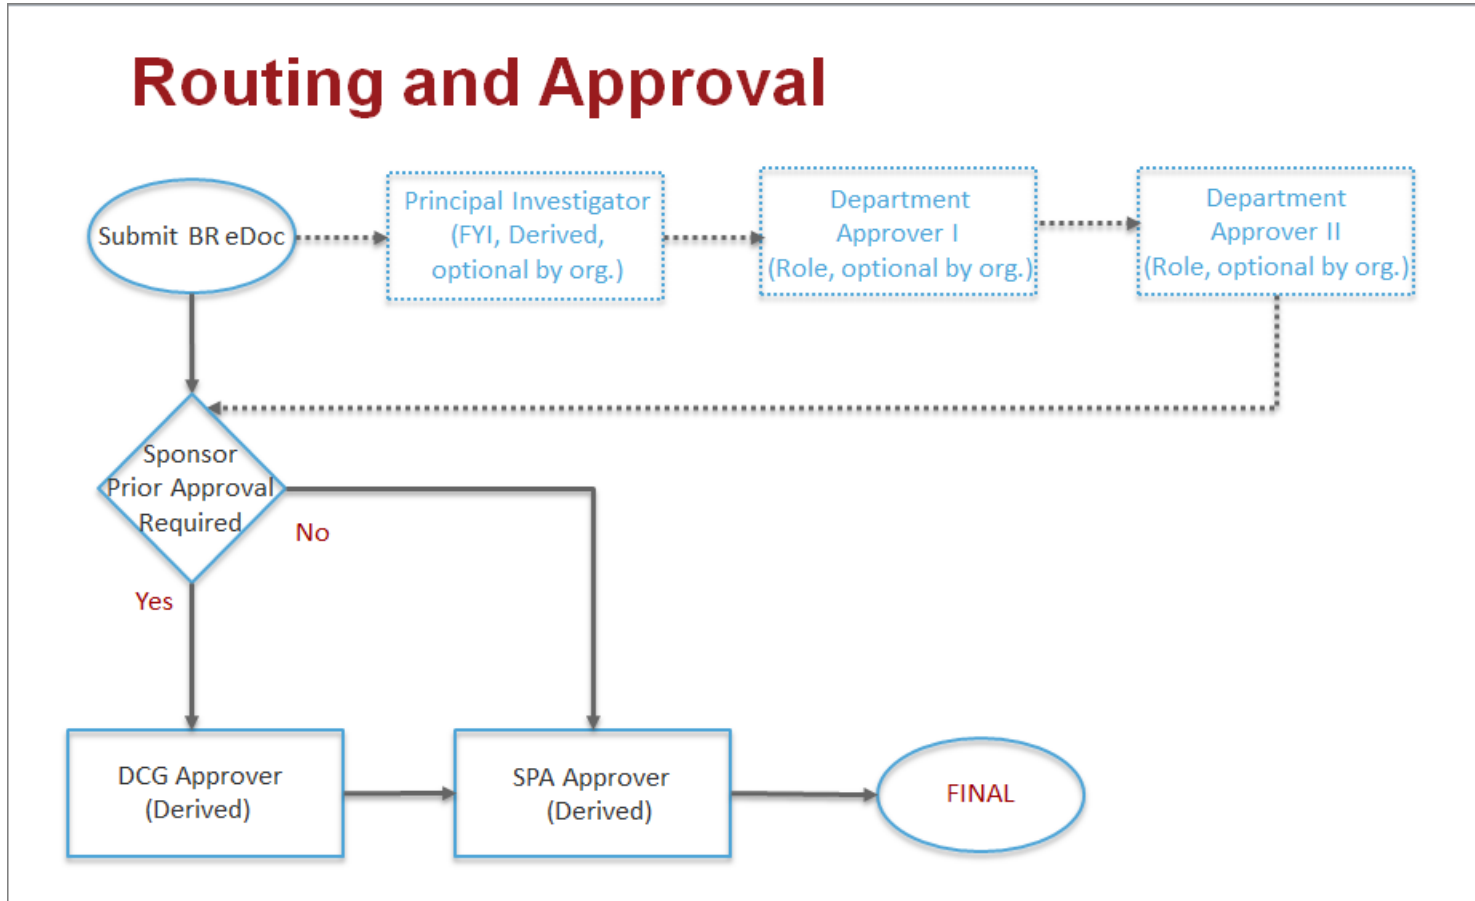 Routing and Approval
Submit BR eDoc
Principal Investigator
(FYI, Derived,
optional by org.)
Department
Approver I
(Role, optional by org.)
Department
Approver II
(Role, optional by org.)
Sponsor
Prior Approval
Required
No
Yes
DCG Approver
(Derived)
SPA Approver
(Derived)
FINAL